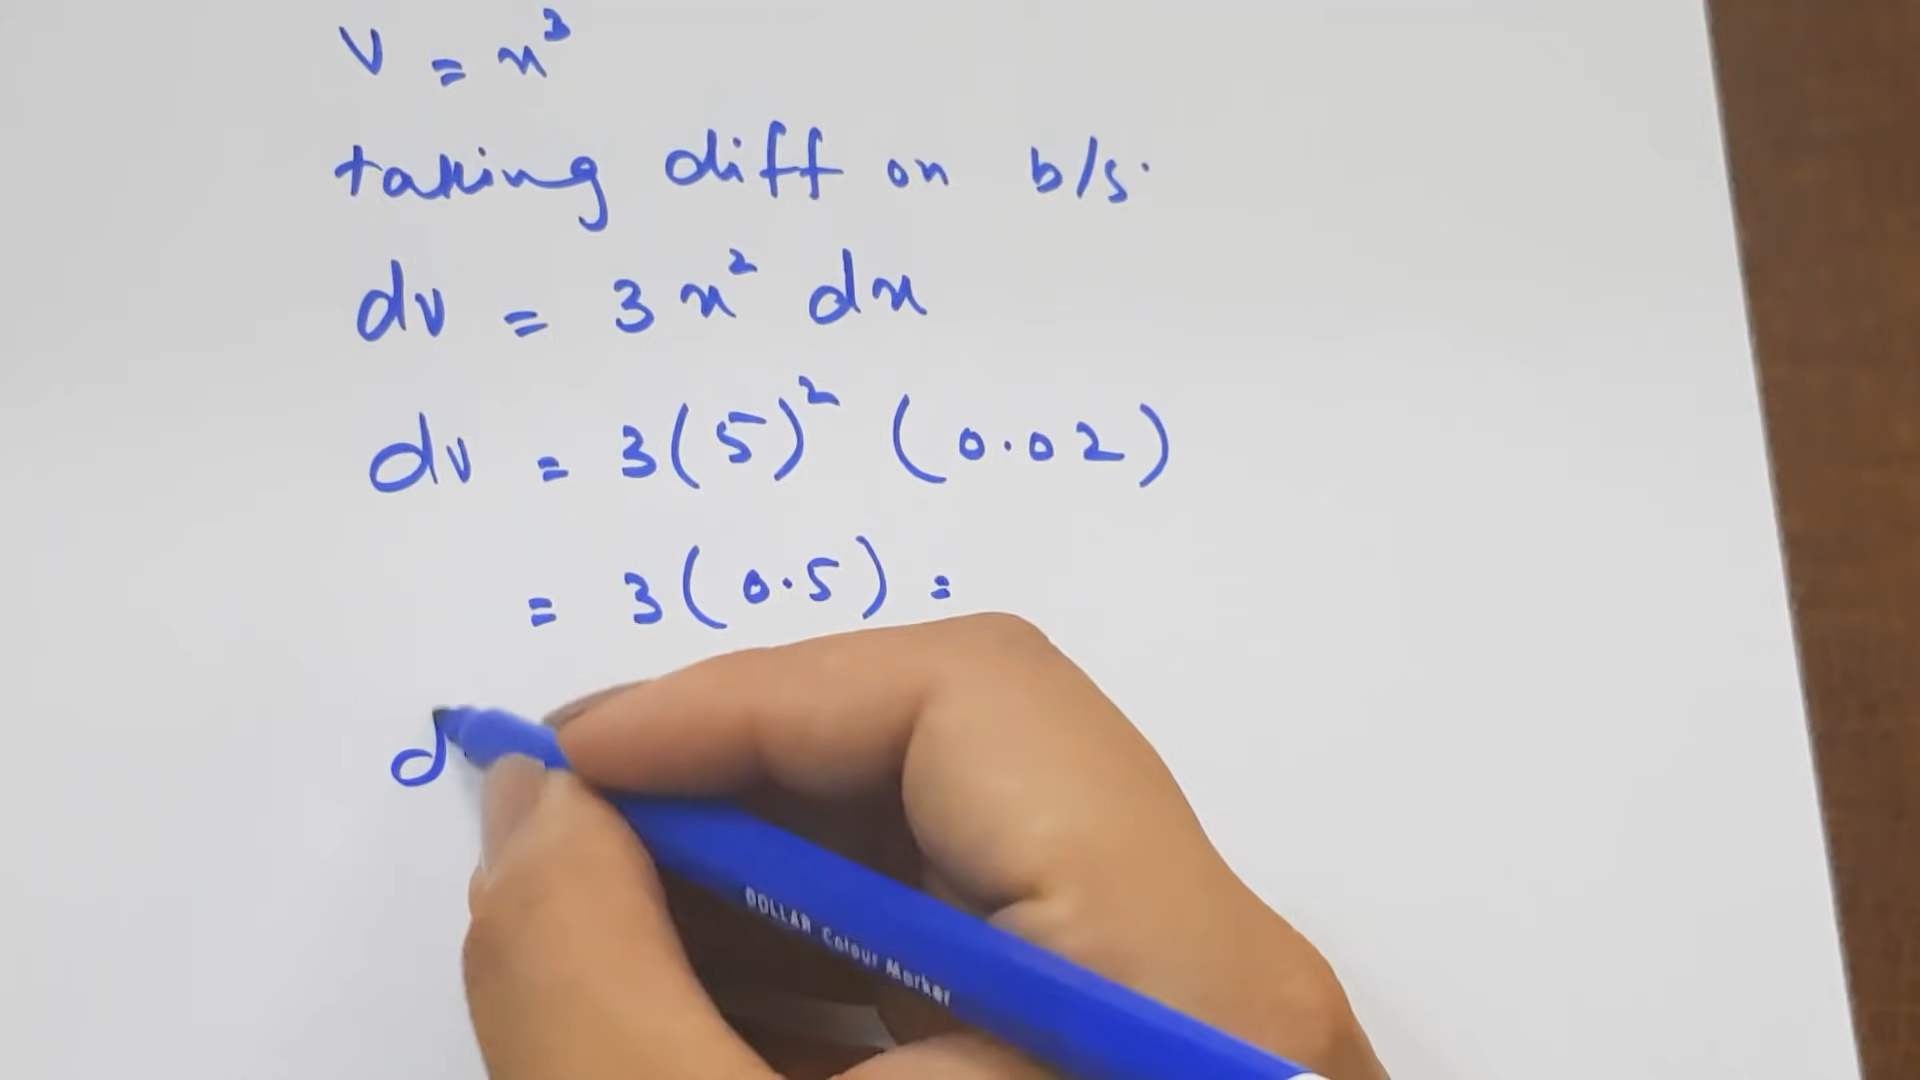 V = x³
taking diff on b/s.
dv = 3x² dx
dv = 3(5)² (0.02)
= 3(0.5) =
d
DOLLAR Colour Marker